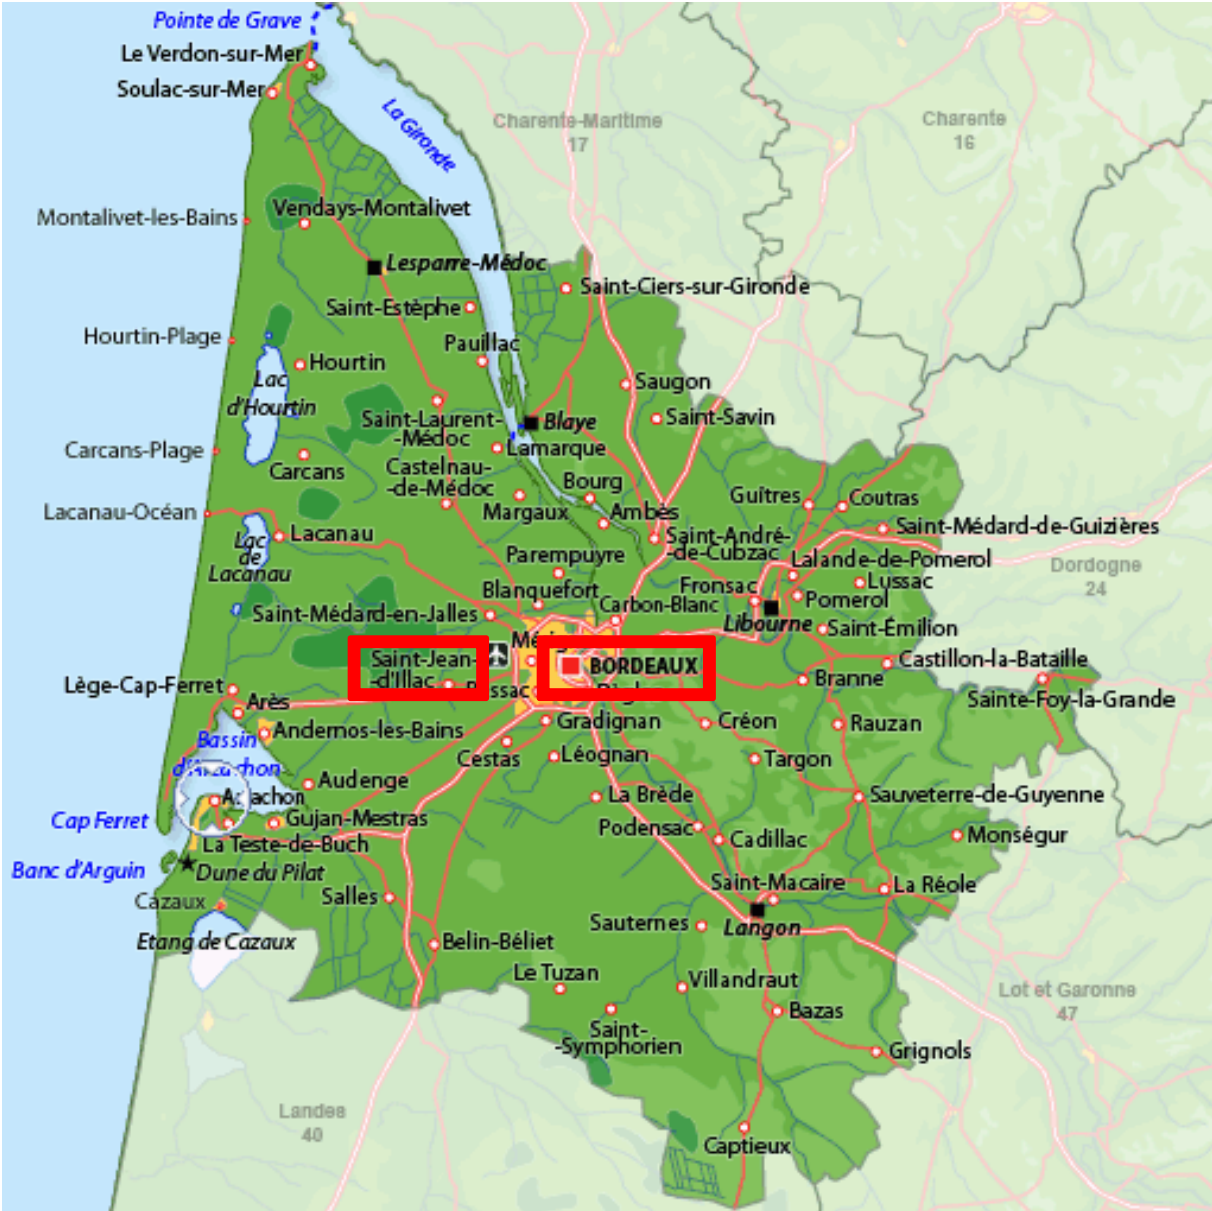 Pointe de Grave
Le Verdon-sur-Mer
Soulac-sur-Mer
La Gironde
Charente-Maritime
17
Charente
16
Montalivet-les-Bains
Vendays-Montalivet
Lesparre-Médoc
Saint-Ciers-sur-Gironde
Saint-Estèphe
Hourtin-Plage
Pauillac
Hourtin
Lac
d'Hourtin
Saugon
Saint-Laurent-
-Médoc
Blaye
Saint-Savin
Carcans-Plage
Lamarque
Carcans
Castelnau-
-de-Médoc
Bourg
Guîtres
Coutras
Lacanau-Océan
Margaux
Ambès
Lacanau
Saint-André-
-de-Cubzac
Saint-Médard-de-Guizières
Lac
de
Lacanau
Parempuyre
Lalande-de-Pomerol
Dordogne
24
Blanquefort
Fronsac
Lussac
Saint-Médard-en-Jalles
Carbon-Blanc
Pomerol
Libourne
Saint-Émilion
Saint-Jean-
-d'Illac
BORDEAUX
Castillon-la-Bataille
Lège-Cap-Ferret
Branne
Sainte-Foy-la-Grande
Arès
Andernos-les-Bains
Gradignan
Créon
Rauzan
Bassin
Cestas
Léognan
Targon
Audenge
La Brède
Sauveterre-de-Guyenne
Cap Ferret
Gujan-Mestras
Podensac
Cadillac
Monségur
La Teste-de-Buch
Banc d'Arguin
Dune du Pilat
Saint-Macaire
La Réole
Cazaux
Salles
Sauternes
Langon
Etang de Cazaux
Belin-Béliet
Le Tuzan
Villandraut
Lot et Garonne
47
Bazas
Saint-
-Symphorien
Grignols
Landes
40
Captieux